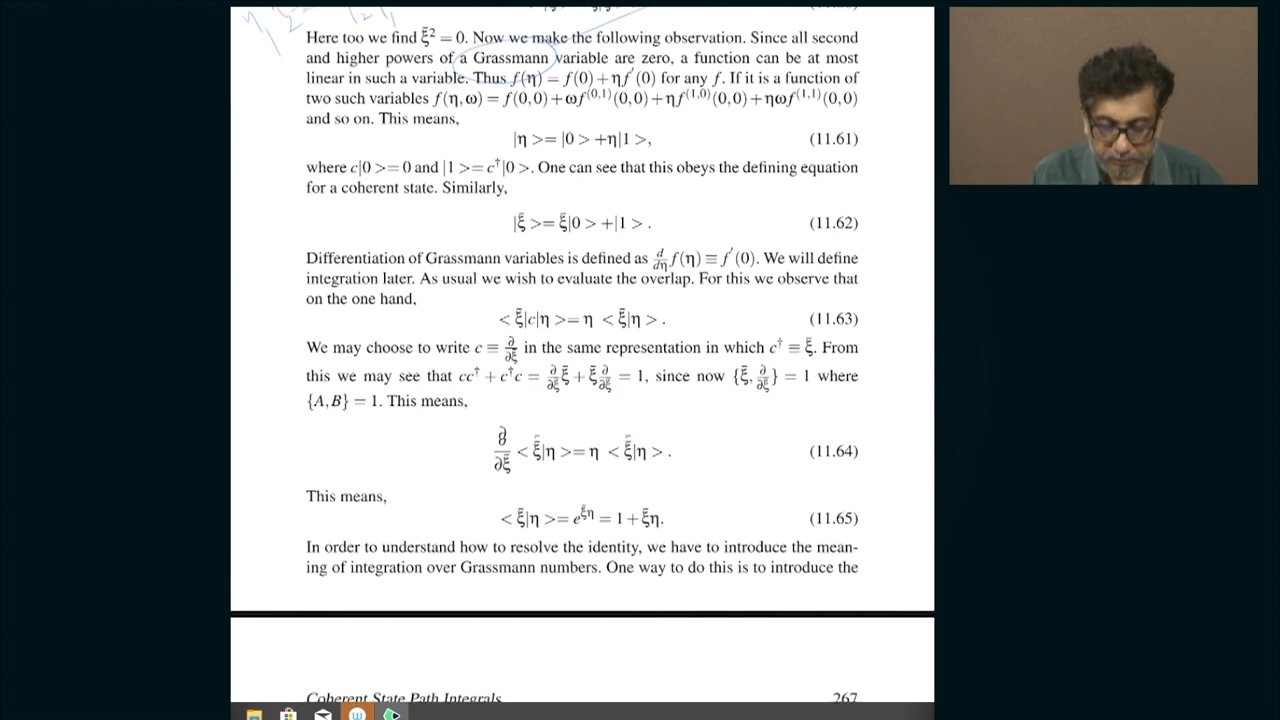 Here too we find ξ̄² = 0. Now we make the following observation. Since all second
and higher powers of a Grassmann variable are zero, a function can be at most
linear in such a variable. Thus f(η) = f(0) + ηf′(0) for any f. If it is a function of
two such variables f(η, ω) = f(0,0) + ωf^(0,1)(0,0) + ηf^(1,0)(0,0) + ηωf^(1,1)(0,0)
and so on. This means,
|η >= |0 > +η|1 >, (11.61)
where c|0 >= 0 and |1 >= c†|0 >. One can see that this obeys the defining equation
for a coherent state. Similarly,
|ξ̄ >= ξ̄|0 > +|1 > . (11.62)
Differentiation of Grassmann variables is defined as d/dη f(η) ≡ f′(0). We will define
integration later. As usual we wish to evaluate the overlap. For this we observe that
on the one hand,
< ξ̄|c|η >= η < ξ̄|η > . (11.63)
We may choose to write c ≡ ∂/∂ξ̄ in the same representation in which c† ≡ ξ̄. From
this we may see that cc† + c†c = ∂/∂ξ̄ ξ̄ + ξ̄ ∂/∂ξ̄ = 1, since now {ξ̄, ∂/∂ξ̄} = 1 where
{A, B} = 1. This means,
∂/∂ξ̄ < ξ̄|η >= η < ξ̄|η > . (11.64)
This means,
< ξ̄|η >= e^ξ̄η = 1 + ξ̄η. (11.65)
In order to understand how to resolve the identity, we have to introduce the mean-
ing of integration over Grassmann numbers. One way to do this is to introduce the
Coherent State Path Integrals 267